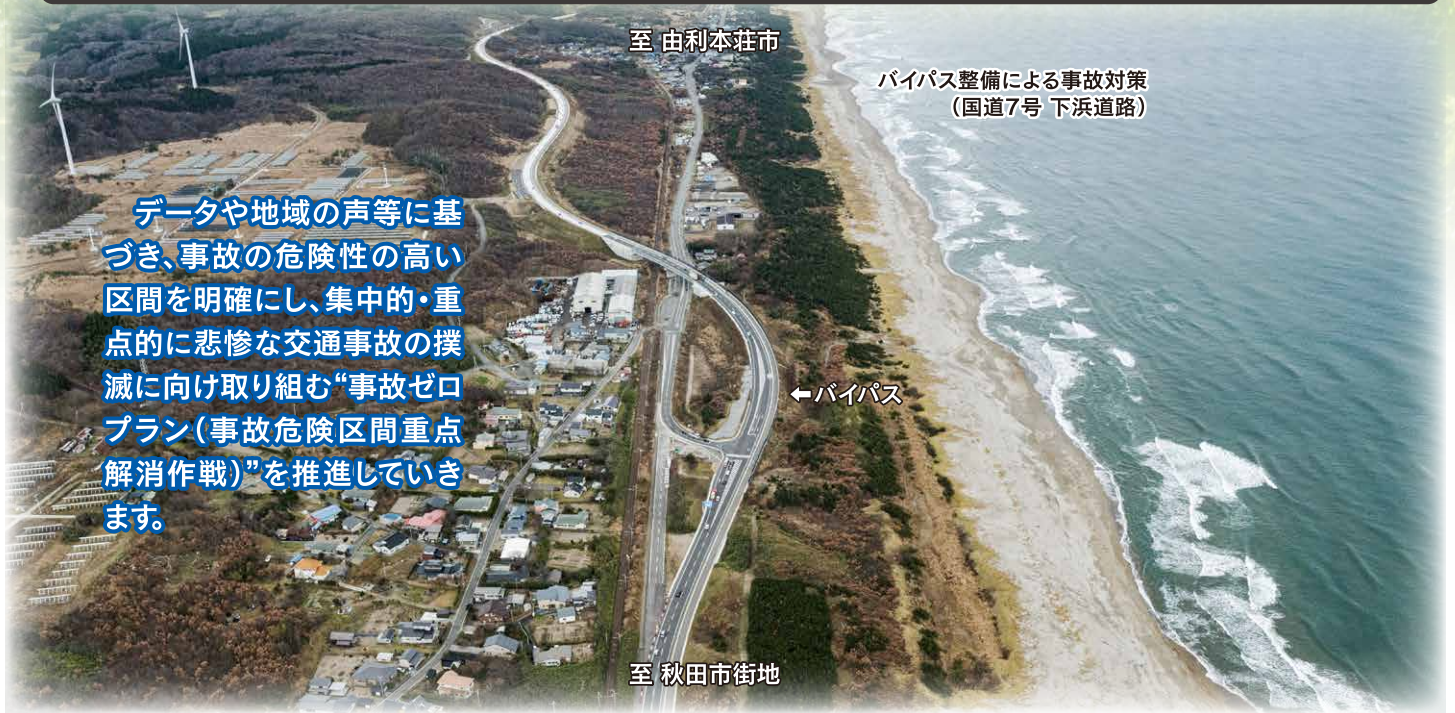 至 由利本荘市
バイパス整備による事故対策
（国道7号 下浜道路）
データや地域の声等に基
づき、事故の危険性の高い
区間を明確にし、集中的・重
点的に悲惨な交通事故の撲
滅に向け取り組む“事故ゼロ
プラン（事故危険区間重点
解消作戦）”を推進していき
ます。
←バイパス
至 秋田市街地